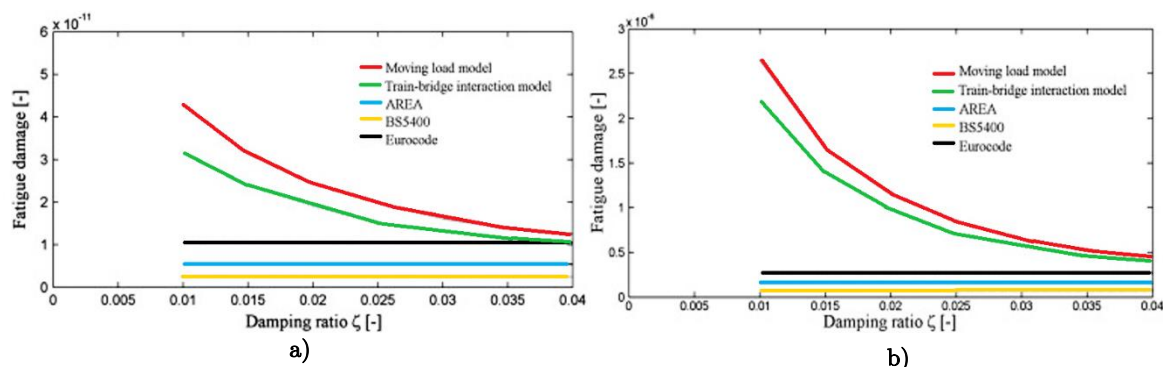 x 10⁻¹¹
6
5
4
3
2
1
0
Fatigue damage [-]
0 0.005 0.01 0.015 0.02 0.025 0.03 0.035 0.04
Damping ratio ζ [-]
Moving load model
Train-bridge interaction model
AREA
BS5400
Eurocode
a)
3
2.5
2
1.5
1
0.5
0
Fatigue damage [-]
0 0.005 0.01 0.015 0.02 0.025 0.03 0.035 0.04
Damping ratio ζ [-]
Moving load model
Train-bridge interaction model
AREA
BS5400
Eurocode
b)